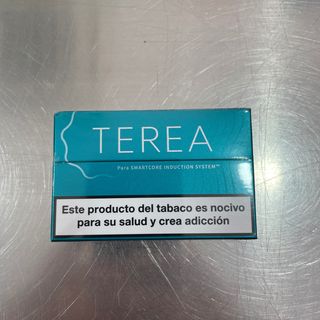 TEREA
Para SMARTCORE INDUCTION SYSTEM™
Este producto del tabaco es nocivo
para su salud y crea adicción